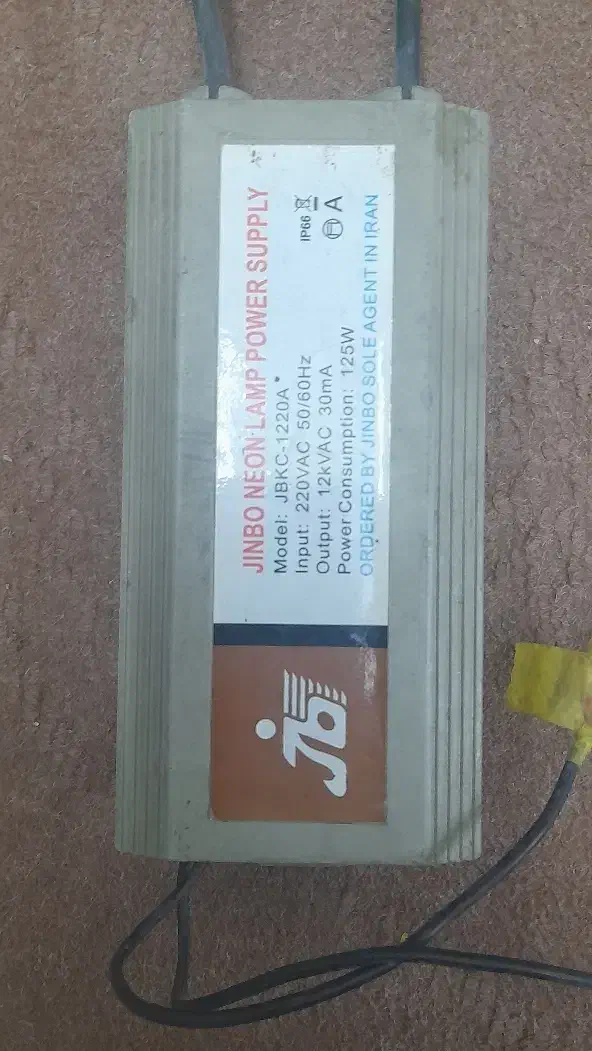 JINBO NEON LAMP POWER SUPPLY
Model: JBKC-1220A
Input: 220VAC 50/60Hz
Output: 12kVAC 30mA
Power Consumption: 125W
ORDERED BY JINBO SOLE AGENT IN IRAN
IP66
A
Jb